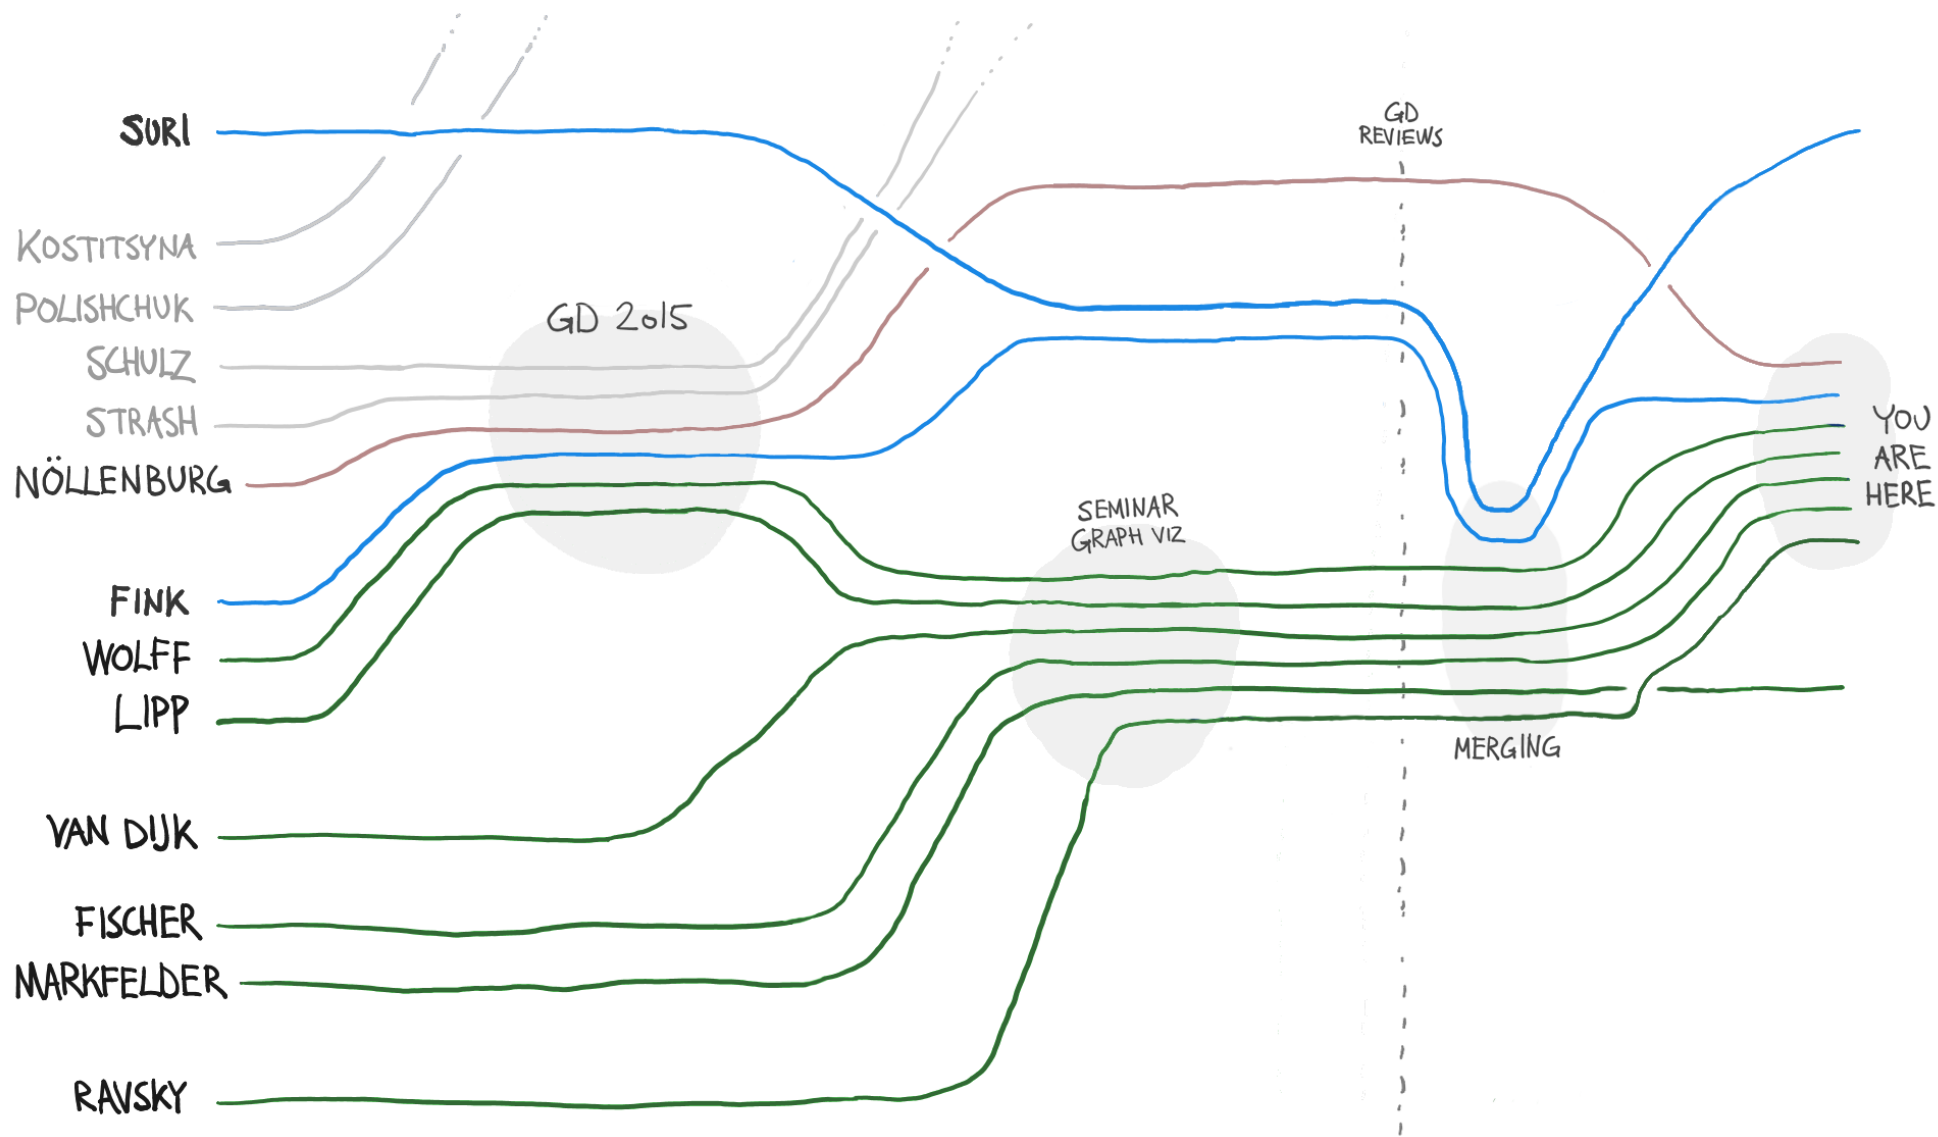 SURI
KOSTITSYNA
POLISHCHUK
SCHULZ
STRASH
NÖLLENBURG
FINK
WOLFF
LIPP
VAN DIJK
FISCHER
MARKFELDER
RAVSKY
GD 2015
SEMINAR
GRAPH VIZ
GD
REVIEWS
MERGING
YOU
ARE
HERE